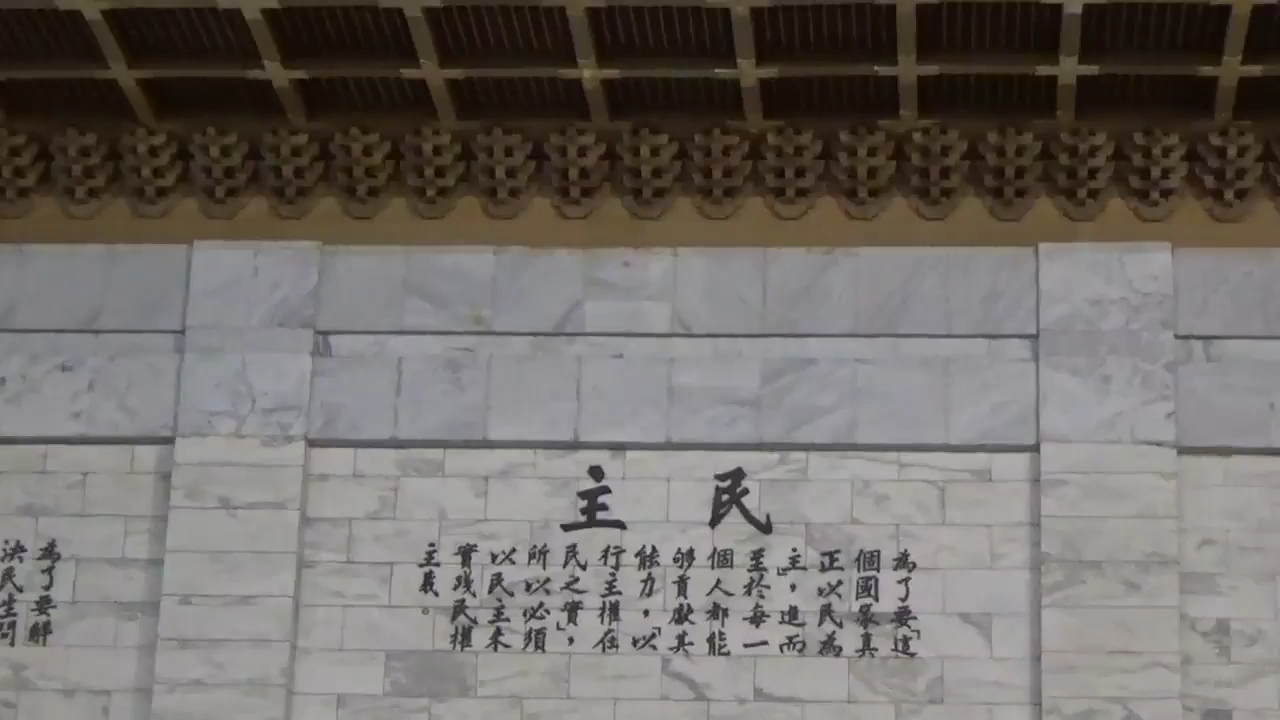 民主
為了要「這
個國家真
正以民為
主」，進而
至於每一
個人都能
夠貢獻其
能力，「以
行主權在
民之實」，
所以必須
以民主來
實踐民權
主義。
為了要解
決民生問